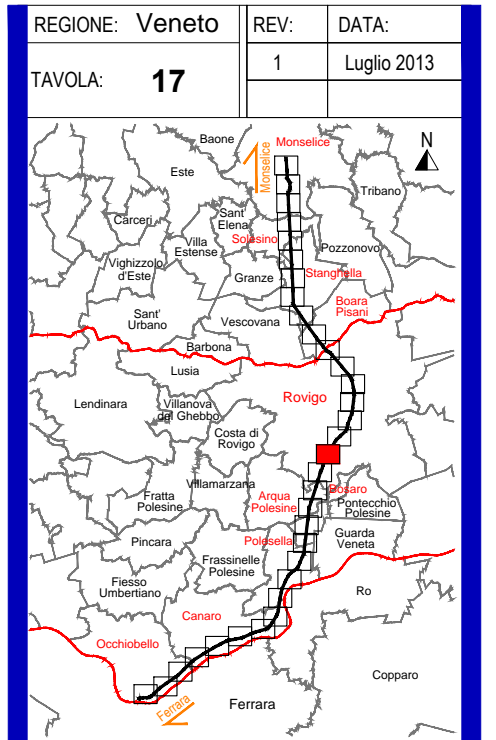 REGIONE: Veneto
REV:
DATA:
TAVOLA: 17
1
Luglio 2013
Baone
Monselice
N
Este
Monselice
Tribano
Carceri
Sant'
Elena
Solesino
Villa
Estense
Pozzonovo
Vighizzolo
d'Este
Granze
Stanghella
Boara
Pisani
Sant'
Urbano
Vescovana
Barbona
Lusia
Lendinara
Villanova
del Ghebbo
Rovigo
Costa di
Rovigo
Villamarzana
Fratta
Polesine
Arqua
Polesine
Bosaro
Pontecchio
Polesine
Pincara
Polesella
Guarda
Veneta
Frassinelle
Polesine
Fiesso
Umbertiano
Ro
Canaro
Occhiobello
Copparo
Ferrara
Ferrara